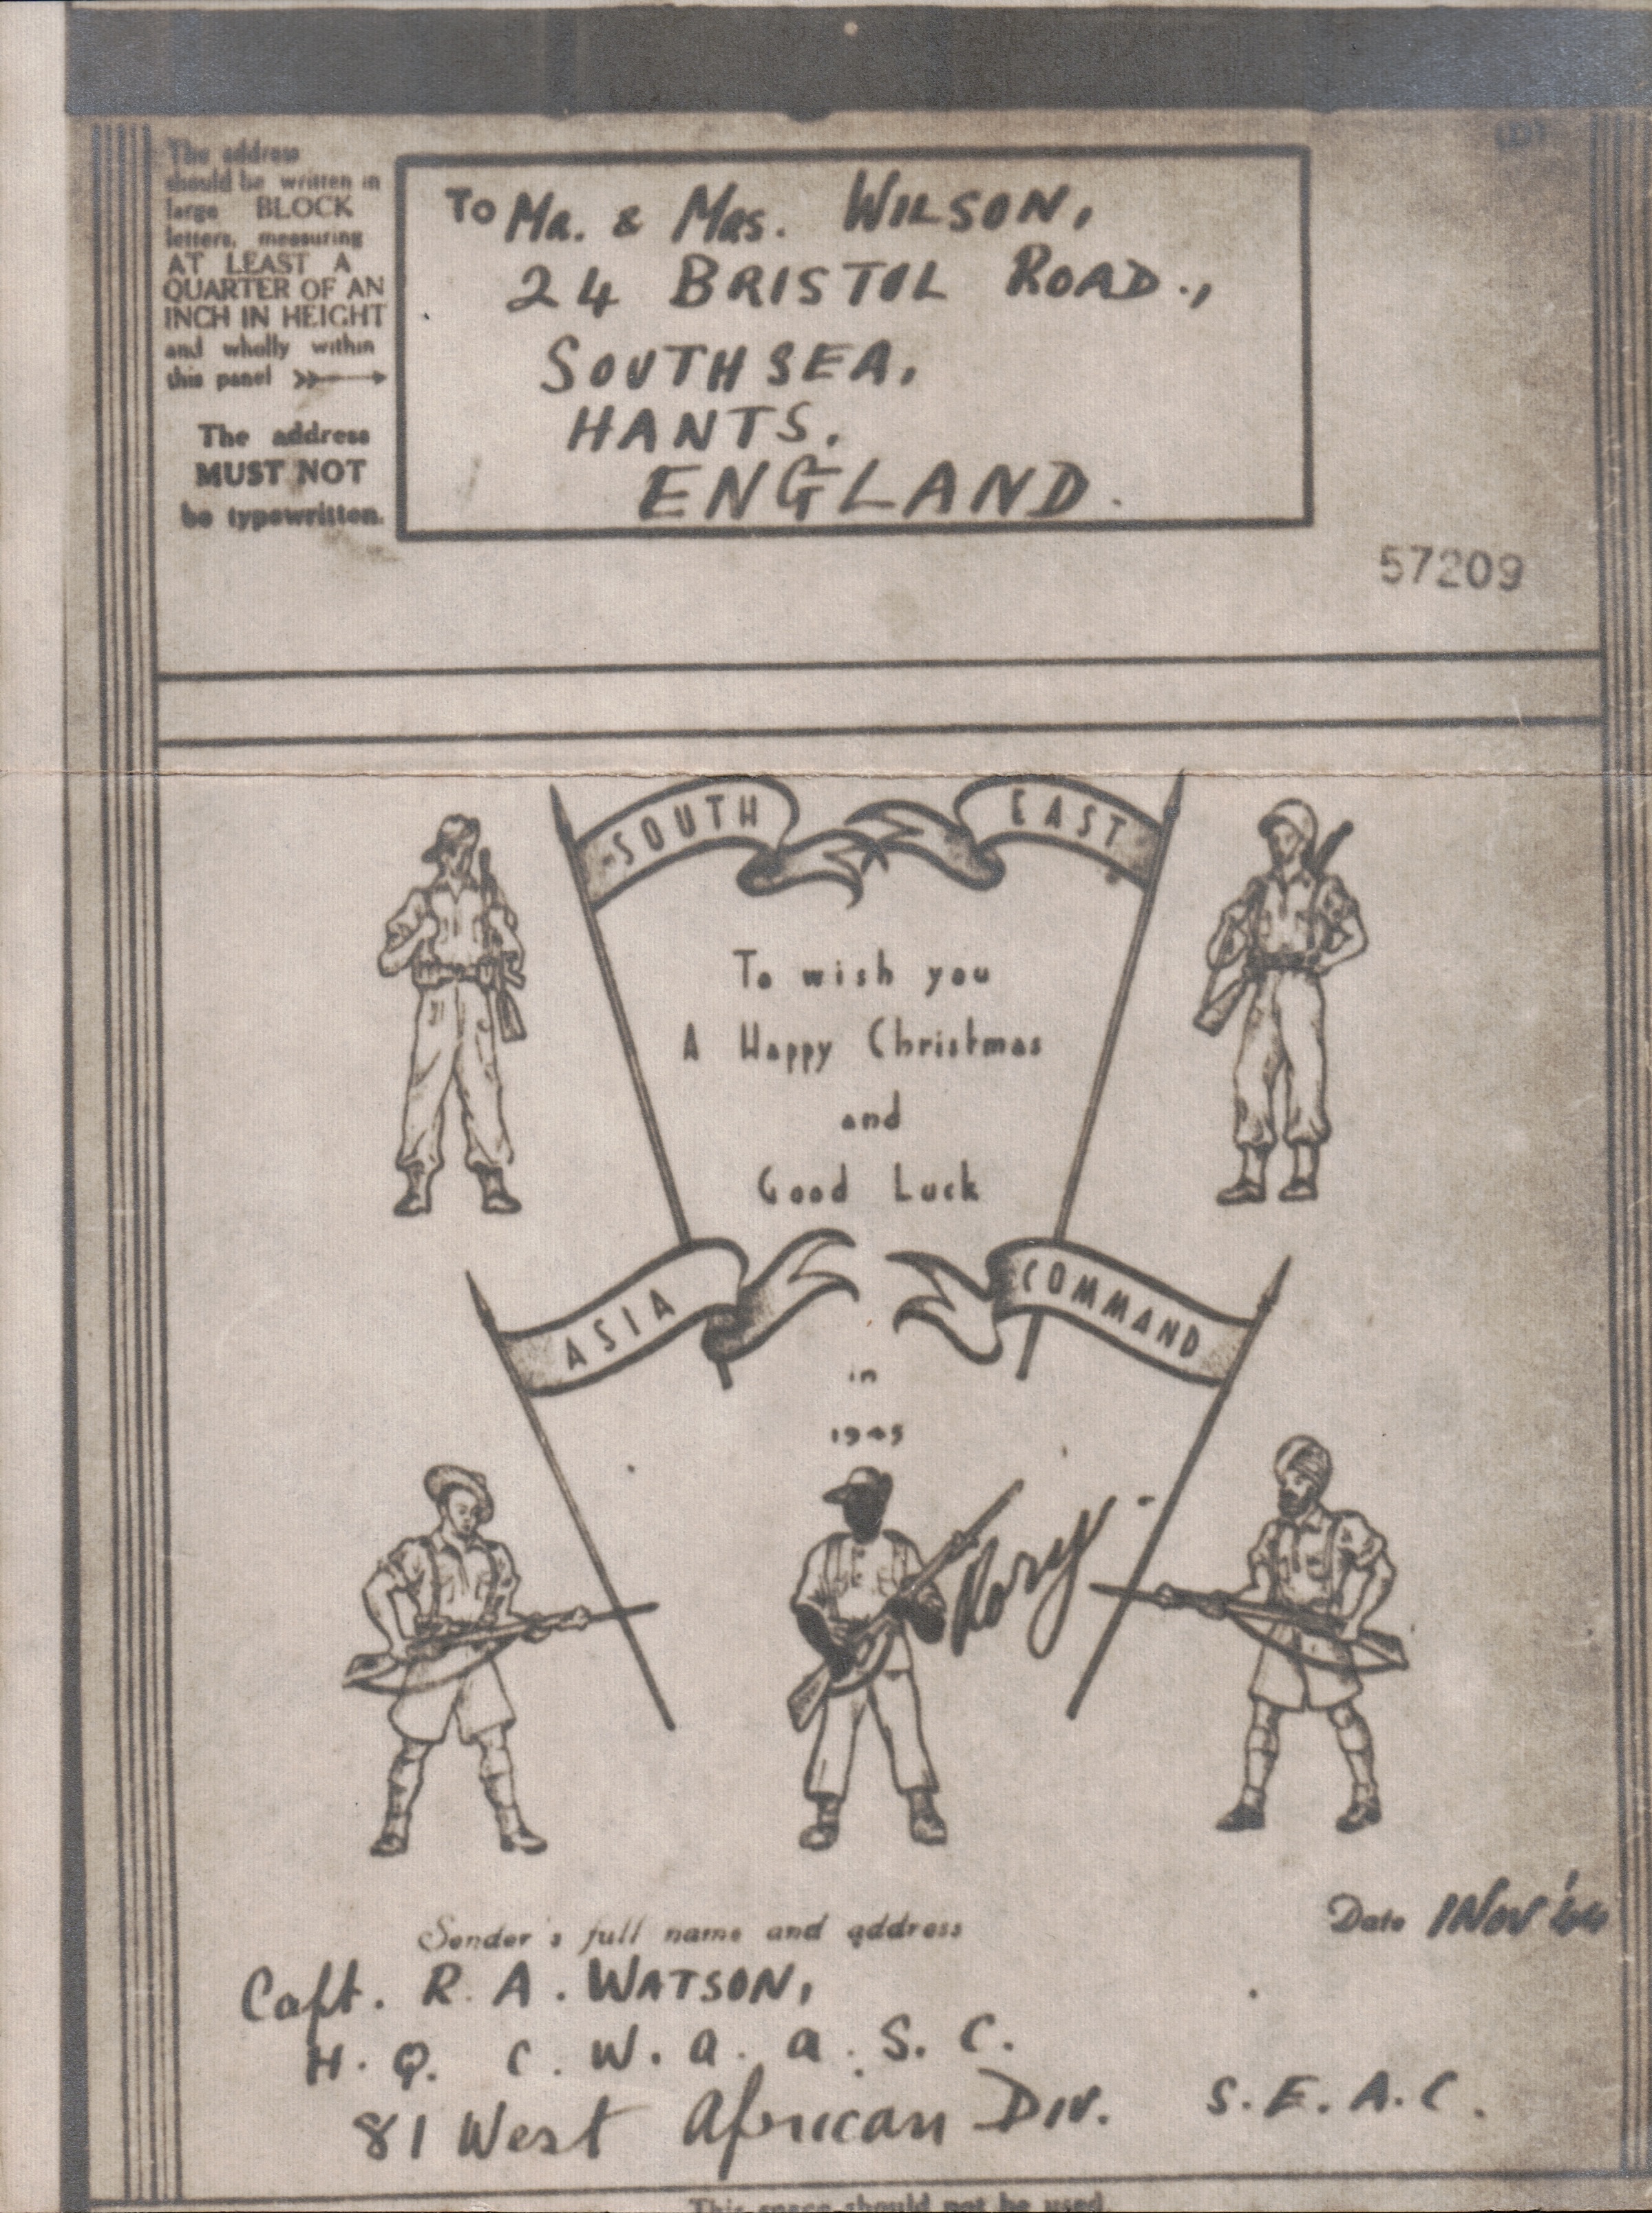 The address
should be written in
large BLOCK
letters, measuring
AT LEAST A
QUARTER OF AN
INCH IN HEIGHT
and wholly within
this panel
The address
MUST NOT
be typewritten.
To Mr. & Mrs. WILSON,
24 BRISTOL ROAD.,
SOUTHSEA,
HANTS.
ENGLAND.
57209
SOUTH EAST
To wish you
A Happy Christmas
and
Good Luck
ASIA COMMAND
in
1945
Rory
Date 1 Nov '44
Sender's full name and address
Capt. R. A. WATSON,
H. Q. C. W. a. a. S. C.
81 West African Div. S. E. A. C.
This space should not be used.